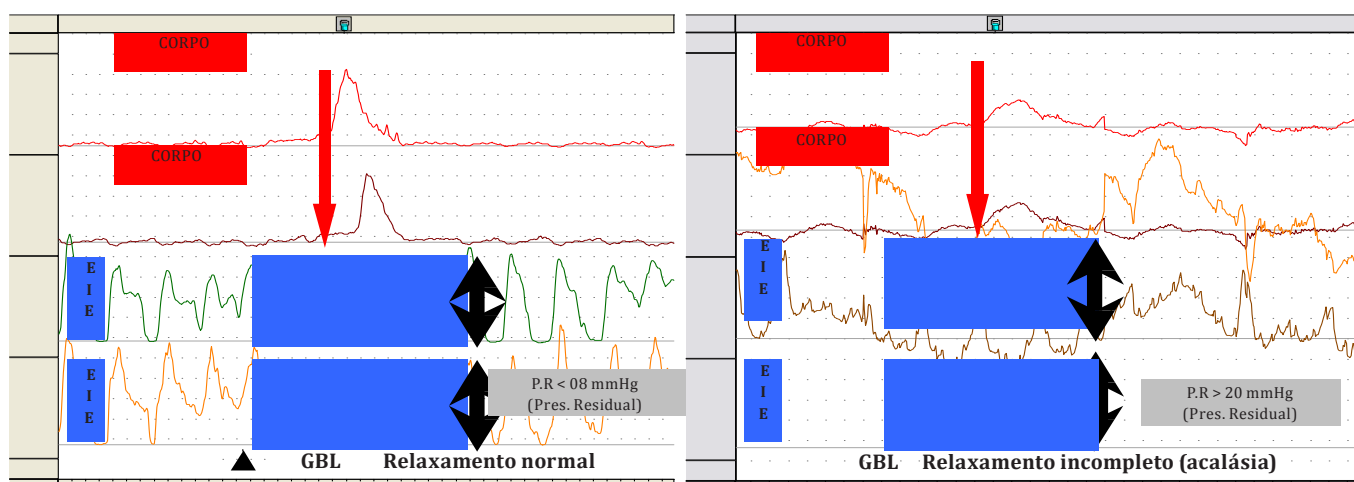 CORPO
CORPO
E
I
E
E
I
E
P.R < 08 mmHg
(Pres. Residual)
GBL Relaxamento normal
CORPO
CORPO
E
I
E
E
I
E
P.R > 20 mmHg
(Pres. Residual)
GBL Relaxamento incompleto (acalásia)